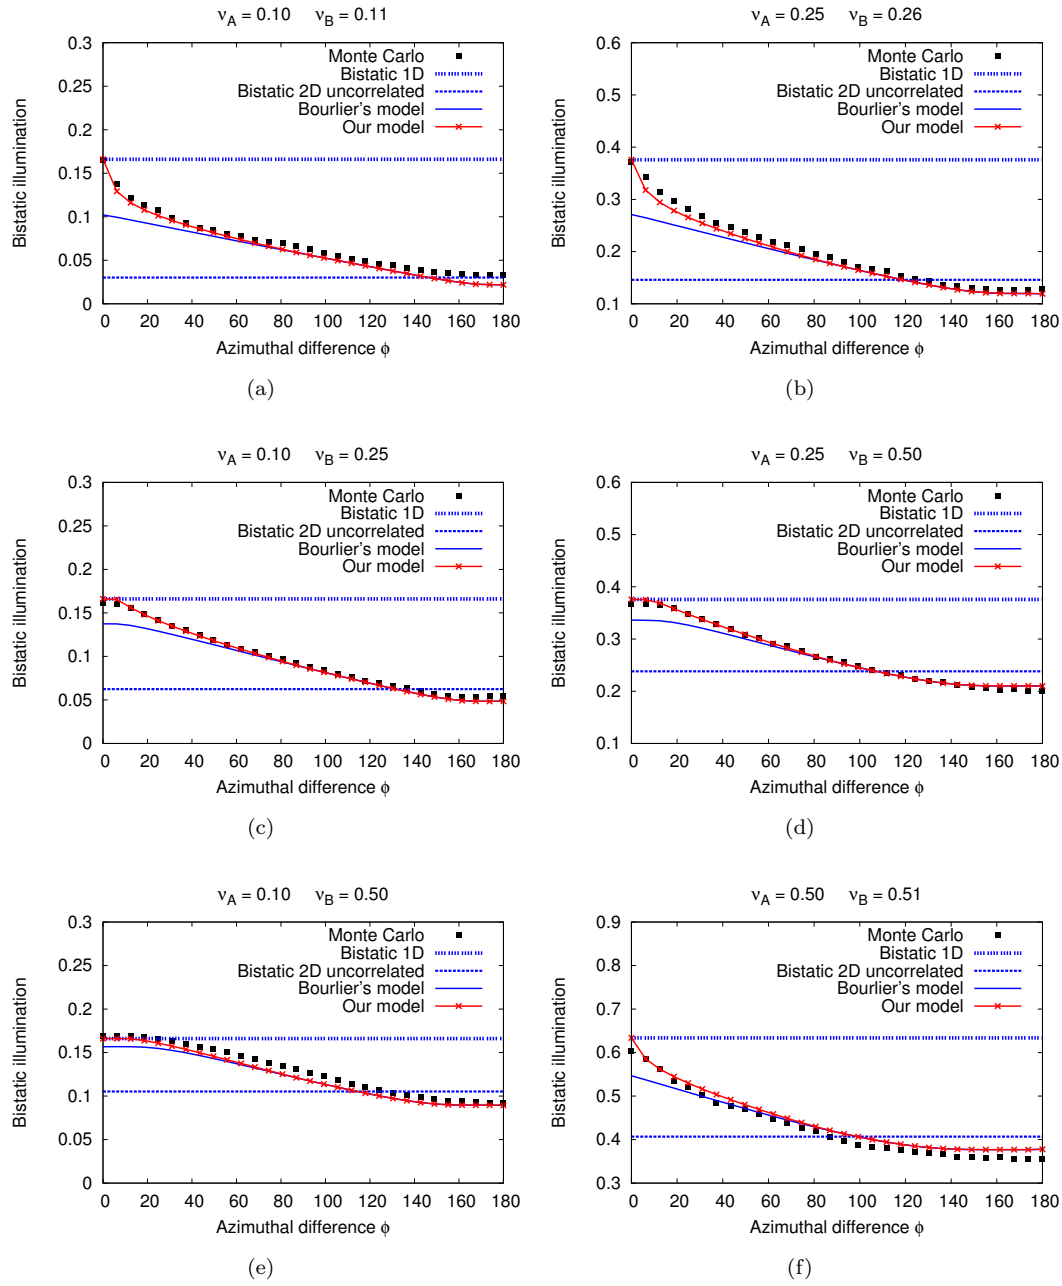 ν_A = 0.10 ν_B = 0.11
Bistatic illumination
0.3
0.25
0.2
0.15
0.1
0.05
0
Monte Carlo
Bistatic 1D
Bistatic 2D uncorrelated
Bourlier's model
Our model
0 20 40 60 80 100 120 140 160 180
Azimuthal difference ϕ
(a)
ν_A = 0.25 ν_B = 0.26
Bistatic illumination
0.6
0.5
0.4
0.3
0.2
0.1
Monte Carlo
Bistatic 1D
Bistatic 2D uncorrelated
Bourlier's model
Our model
0 20 40 60 80 100 120 140 160 180
Azimuthal difference ϕ
(b)
ν_A = 0.10 ν_B = 0.25
Bistatic illumination
0.3
0.25
0.2
0.15
0.1
0.05
0
Monte Carlo
Bistatic 1D
Bistatic 2D uncorrelated
Bourlier's model
Our model
0 20 40 60 80 100 120 140 160 180
Azimuthal difference ϕ
(c)
ν_A = 0.25 ν_B = 0.50
Bistatic illumination
0.6
0.5
0.4
0.3
0.2
0.1
Monte Carlo
Bistatic 1D
Bistatic 2D uncorrelated
Bourlier's model
Our model
0 20 40 60 80 100 120 140 160 180
Azimuthal difference ϕ
(d)
ν_A = 0.10 ν_B = 0.50
Bistatic illumination
0.3
0.25
0.2
0.15
0.1
0.05
0
Monte Carlo
Bistatic 1D
Bistatic 2D uncorrelated
Bourlier's model
Our model
0 20 40 60 80 100 120 140 160 180
Azimuthal difference ϕ
(e)
ν_A = 0.50 ν_B = 0.51
Bistatic illumination
0.9
0.8
0.7
0.6
0.5
0.4
0.3
Monte Carlo
Bistatic 1D
Bistatic 2D uncorrelated
Bourlier's model
Our model
0 20 40 60 80 100 120 140 160 180
Azimuthal difference ϕ
(f)